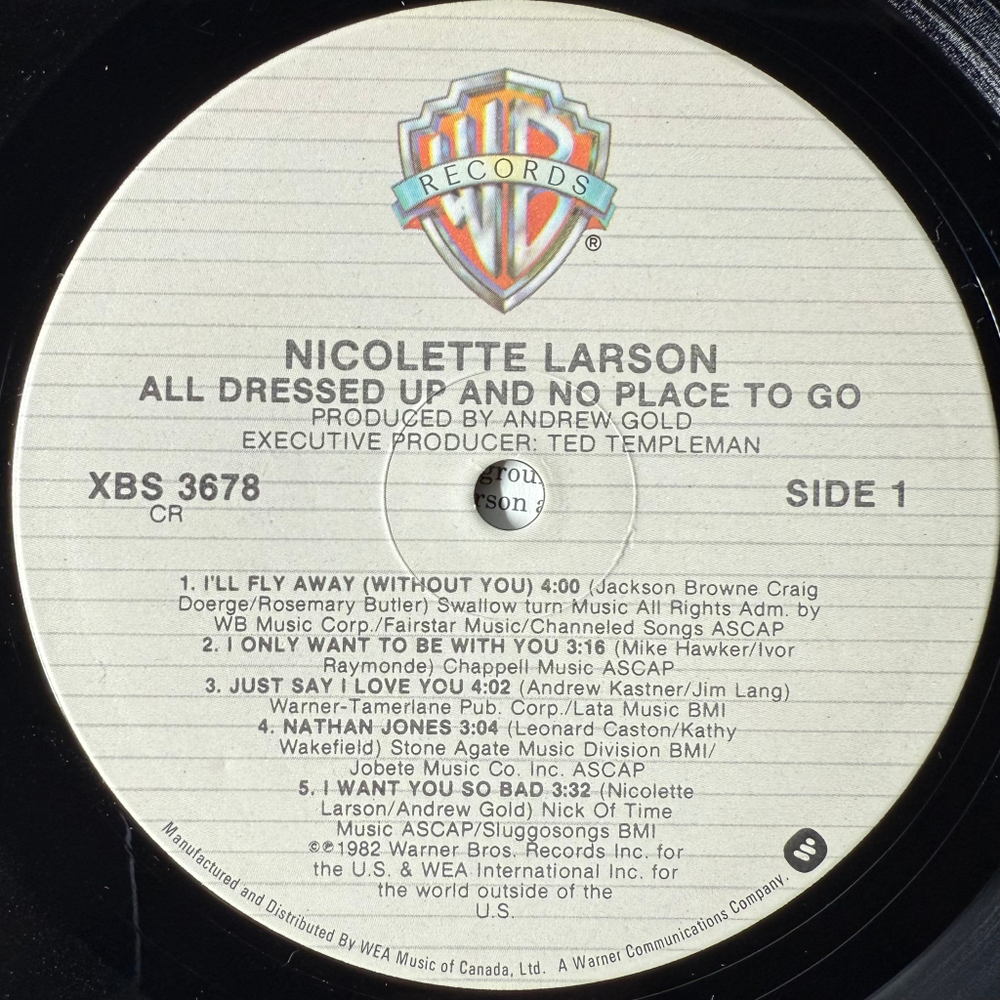 WB
RECORDS
®
NICOLETTE LARSON
ALL DRESSED UP AND NO PLACE TO GO
PRODUCED BY ANDREW GOLD
EXECUTIVE PRODUCER: TED TEMPLEMAN
XBS 3678
CR
SIDE 1
grou
rson a
1. I'LL FLY AWAY (WITHOUT YOU) 4:00 (Jackson Browne Craig
Doerge/Rosemary Butler) Swallow turn Music All Rights Adm. by
WB Music Corp./Fairstar Music/Channeled Songs ASCAP
2. I ONLY WANT TO BE WITH YOU 3:16 (Mike Hawker/Ivor
Raymonde) Chappell Music ASCAP
3. JUST SAY I LOVE YOU 4:02 (Andrew Kastner/Jim Lang)
Warner-Tamerlane Pub. Corp./Lata Music BMI
4. NATHAN JONES 3:04 (Leonard Caston/Kathy
Wakefield) Stone Agate Music Division BMI/
Jobete Music Co. Inc. ASCAP
5. I WANT YOU SO BAD 3:32 (Nicolette
Larson/Andrew Gold) Nick Of Time
Music ASCAP/Sluggosongs BMI
©℗1982 Warner Bros. Records Inc. for
the U.S. & WEA International Inc. for
the world outside of the
U.S.
Manufactured and Distributed By WEA Music of Canada, Ltd. A Warner Communications Company.